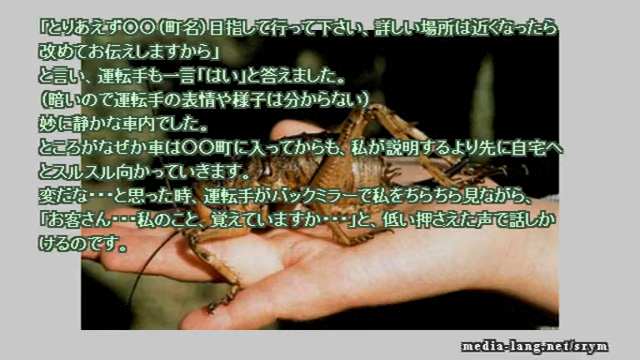 「とりあえず〇〇（町名）目指して行って下さい、詳しい場所は近くなったら
改めてお伝えしますから」
と言い、運転手も一言「はい」と答えました。
（暗いので運転手の表情や様子は分からない）
妙に静かな車内でした。
ところがなぜか車は〇〇町に入ってからも、私が説明するより先に自宅へ
とスルスル向かっていきます。
変だな・・・と思った時、運転手がバックミラーで私をちらちら見ながら、
「お客さん・・・私のこと、覚えていますか・・・」と、低い押さえた声で話しか
けるのです。
media-lang.net/srym